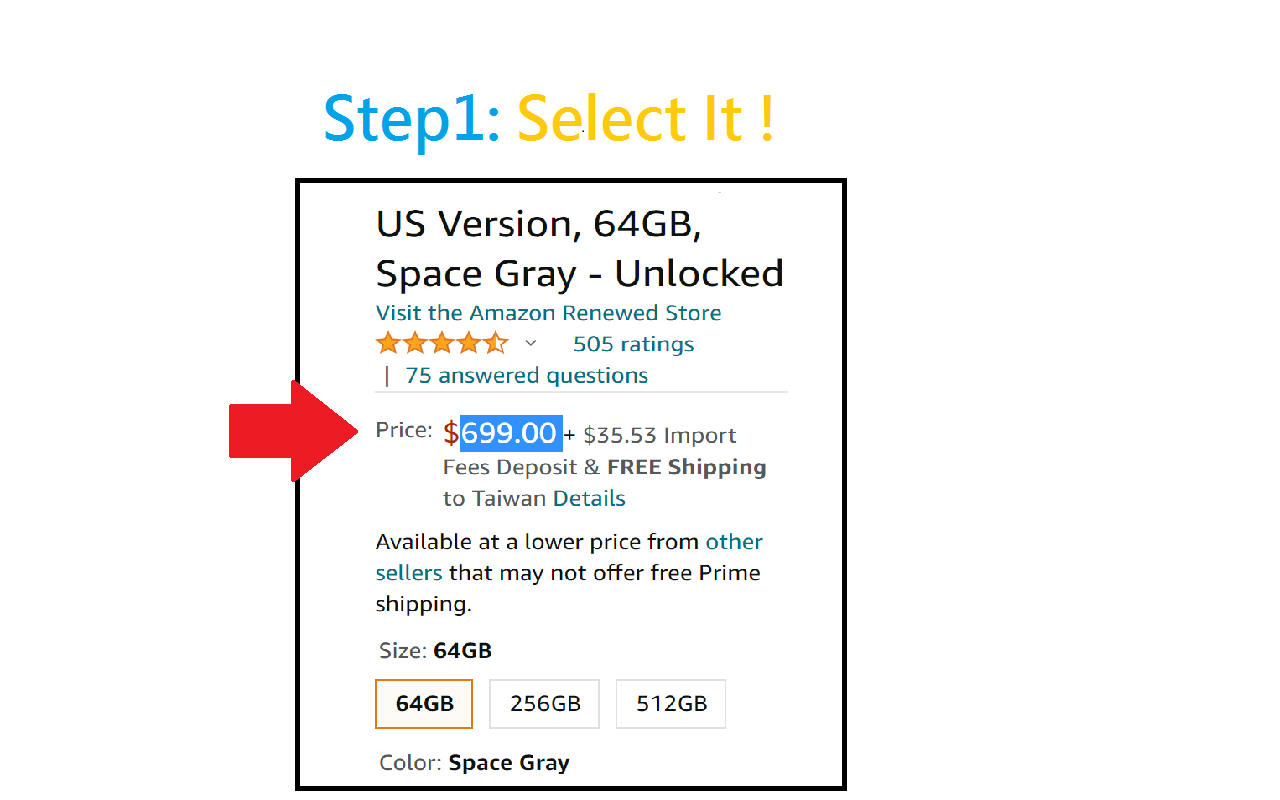 Step1: Select It !
US Version, 64GB,
Space Gray - Unlocked
Visit the Amazon Renewed Store
505 ratings
| 75 answered questions
Price: $699.00 + $35.53 Import
Fees Deposit & FREE Shipping
to Taiwan Details
Available at a lower price from other
sellers that may not offer free Prime
shipping.
Size: 64GB
64GB 256GB 512GB
Color: Space Gray